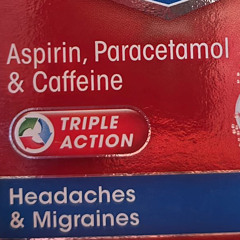 Aspirin, Paracetamol
& Caffeine
TRIPLE
ACTION
Headaches
& Migraines